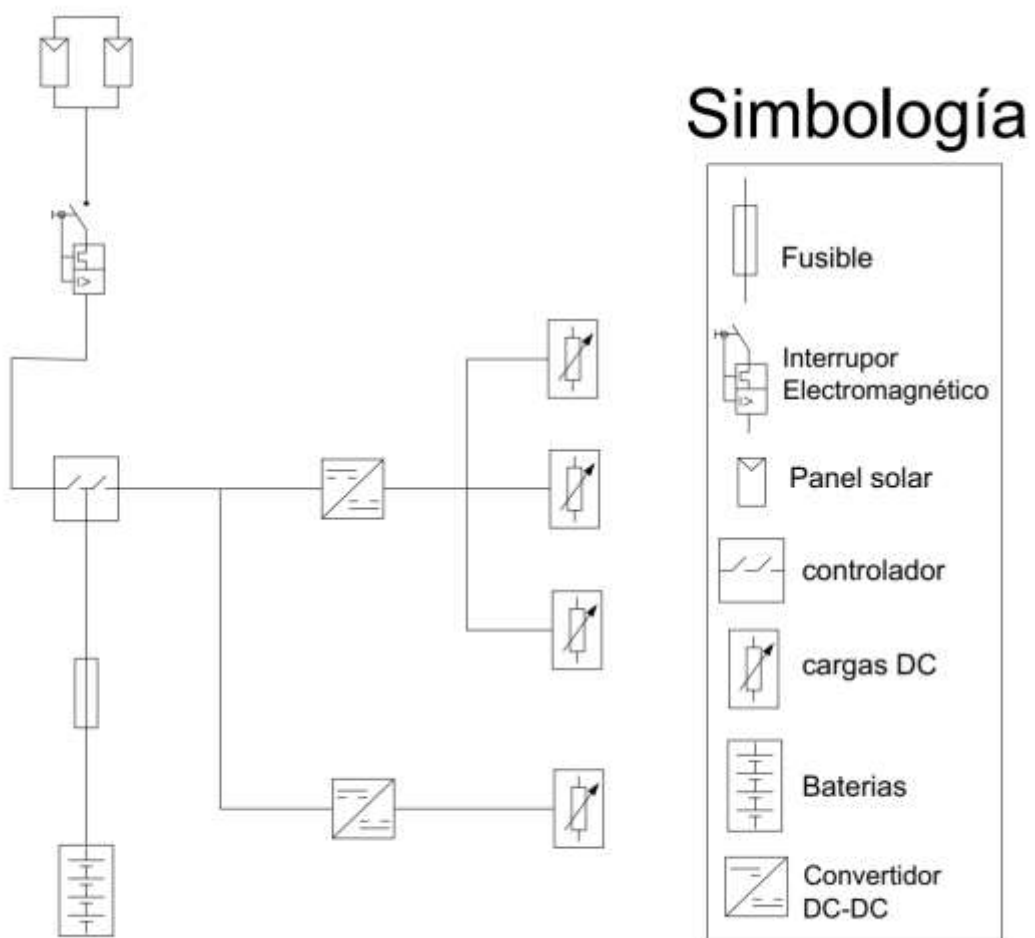 Simbología
Fusible
Interrupor
Electromagnético
Panel solar
controlador
cargas DC
Baterias
Convertidor
DC-DC